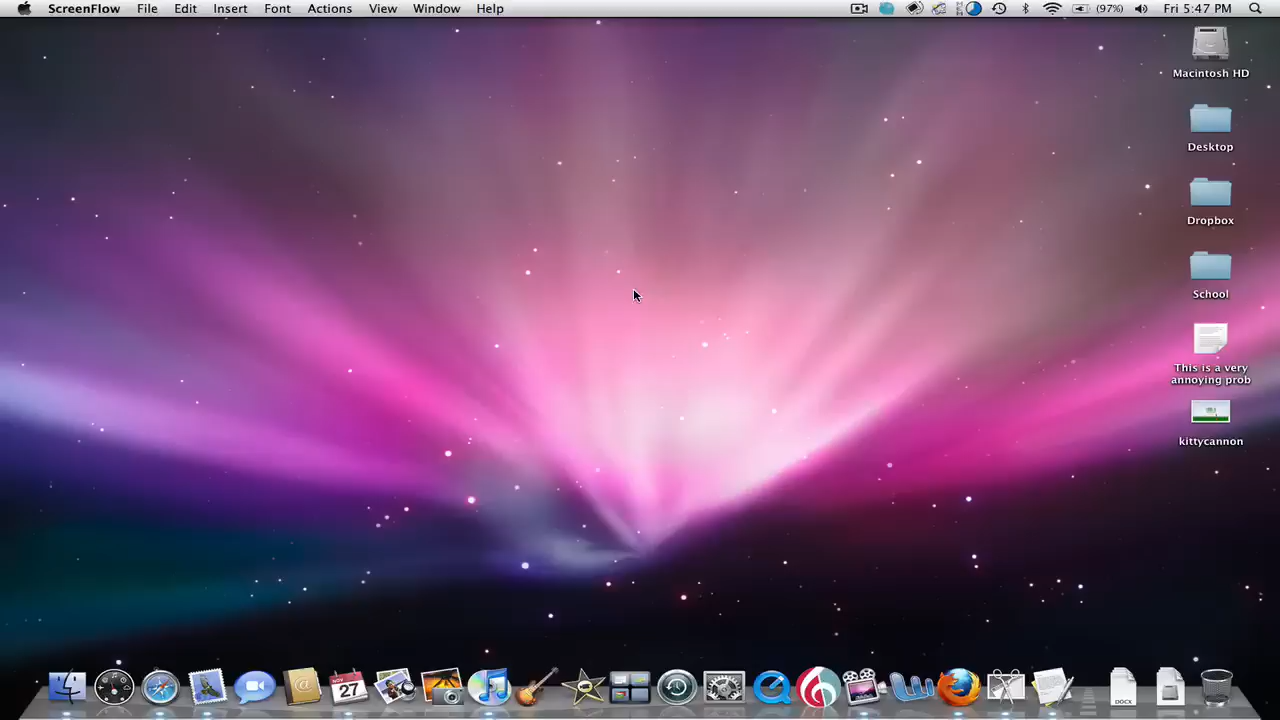 ScreenFlow File Edit Insert Font Actions View Window Help (97%) Fri 5:47 PM
Macintosh HD
Desktop
Dropbox
School
This is a very
annoying prob
kittycannon
27
DOCX